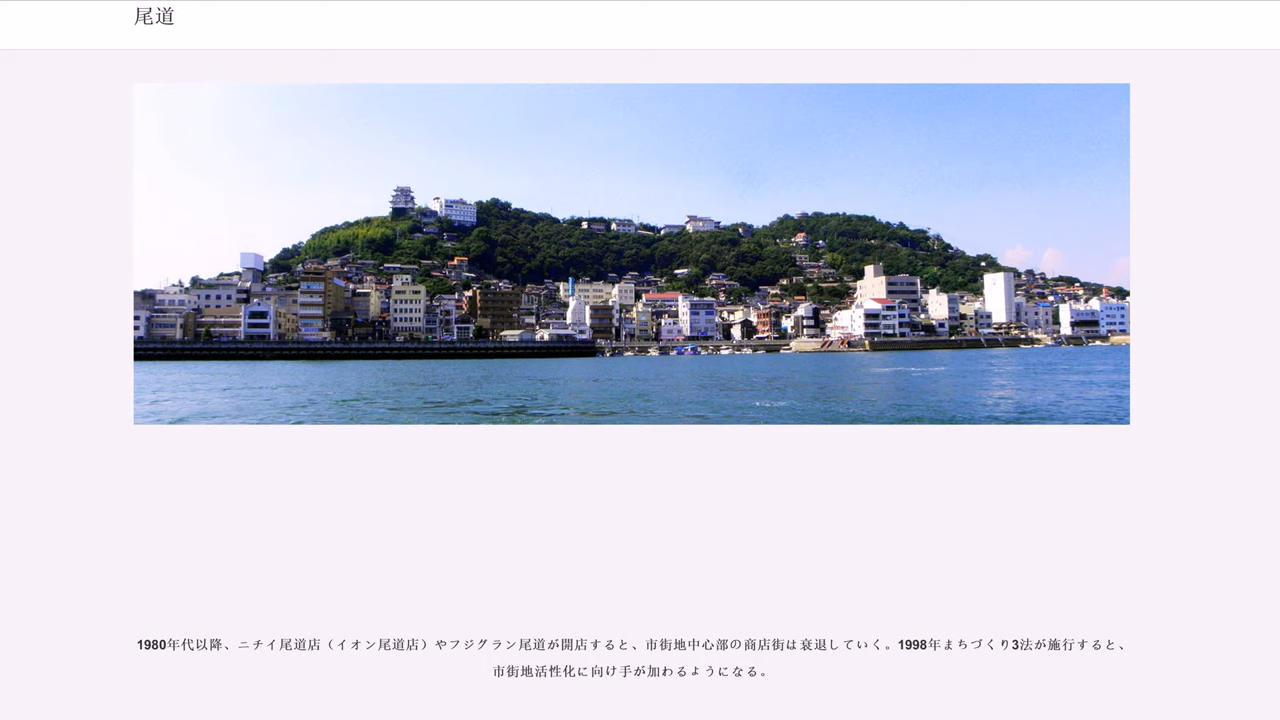 尾道
1980年代以降、ニチイ尾道店（イオン尾道店）やフジグラン尾道が開店すると、市街地中心部の商店街は衰退していく。1998年まちづくり3法が施行すると、
市街地活性化に向け手が加わるようになる。